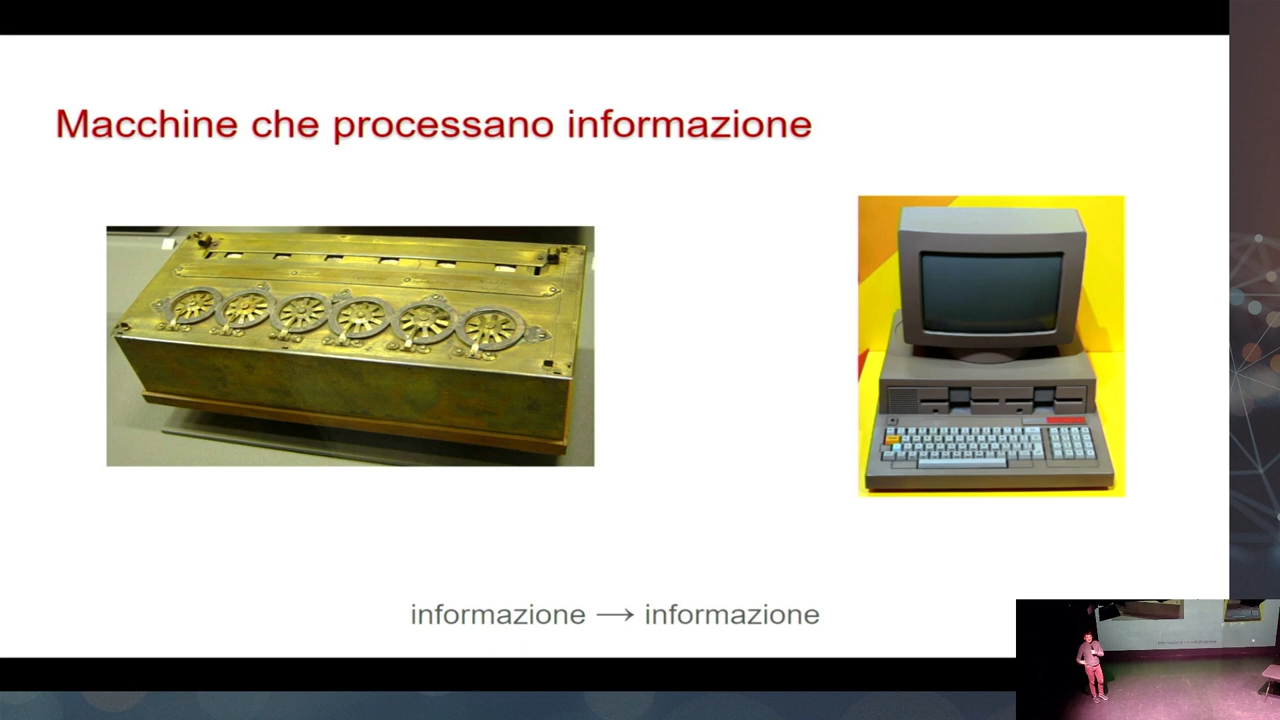 Macchine che processano informazione
informazione ⟶ informazione